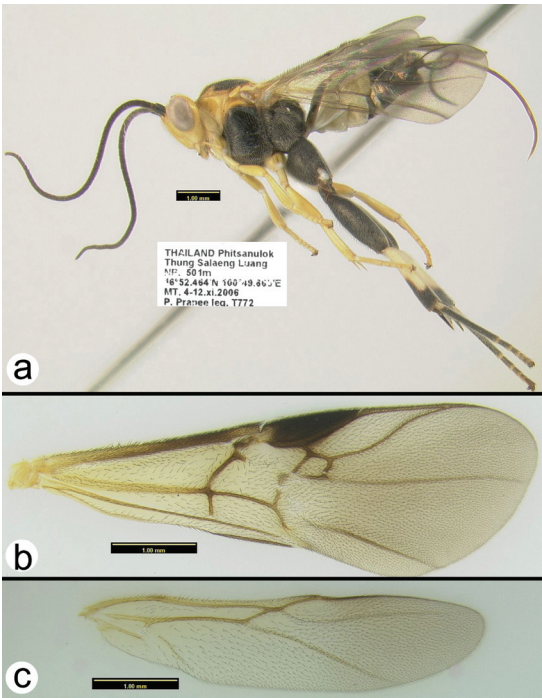 1.00 mm
THAILAND Phitsanulok
Thung Salaeng Luang
NP. 501m
MT. 4-12.xi.2006
P. Pranee leg. T772
a
1.00 mm
b
1.00 mm
c